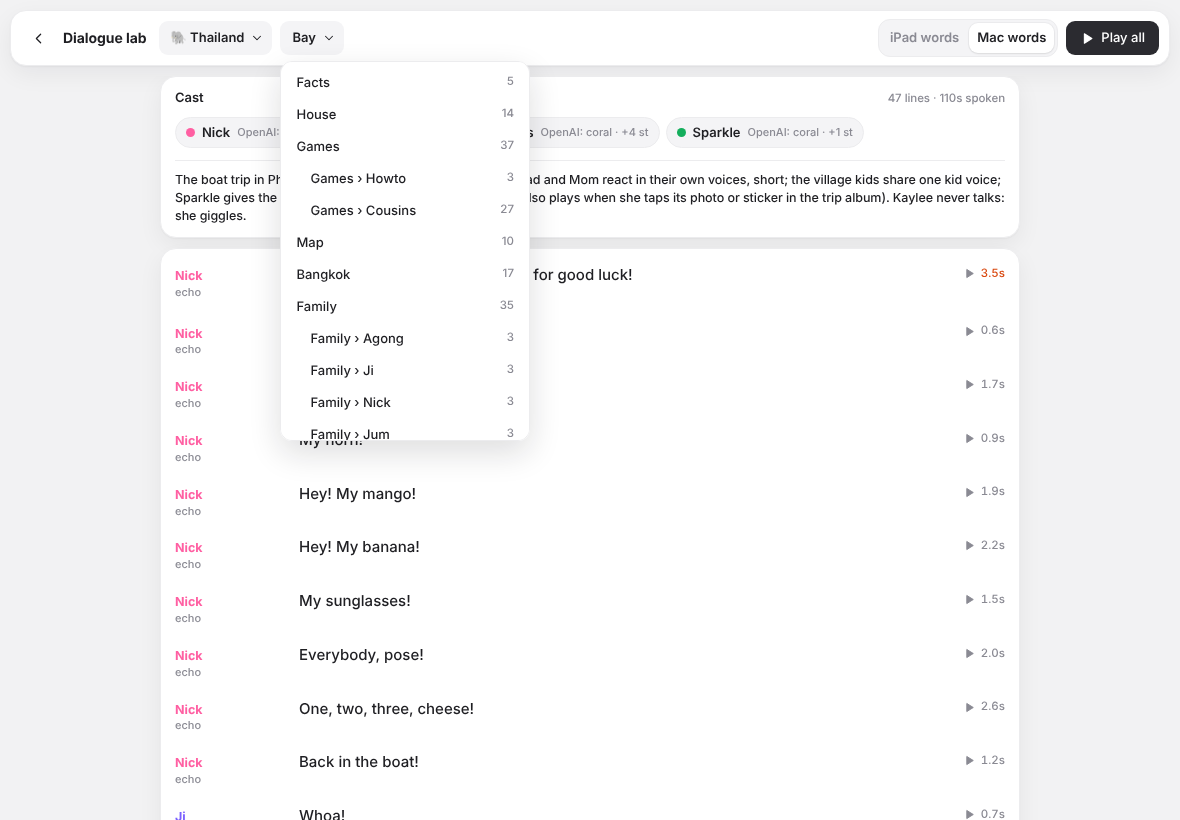 Dialogue lab
Thailand
Bay
iPad words
Mac words
Play all
Facts 5
House 14
Games 37
Games › Howto 3
Games › Cousins 27
Map 10
Bangkok 17
Family 35
Family › Agong 3
Family › Ji 3
Family › Nick 3
Family › Jum 3
Cast
47 lines · 110s spoken
Nick OpenAI:
s OpenAI: coral · +4 st
Sparkle OpenAI: coral · +1 st
The boat trip in
ad and Mom react in their own voices, short; the village kids share one kid voice;
Sparkle gives the
lso plays when she taps its photo or sticker in the trip album). Kaylee never talks:
she giggles.
Nick
echo
for good luck!
3.5s
Nick
echo
0.6s
Nick
echo
1.7s
Nick
echo
My horn!
0.9s
Nick
echo
Hey! My mango!
1.9s
Nick
echo
Hey! My banana!
2.2s
Nick
echo
My sunglasses!
1.5s
Nick
echo
Everybody, pose!
2.0s
Nick
echo
One, two, three, cheese!
2.6s
Nick
echo
Back in the boat!
1.2s
Ji
Whoa!
0.7s